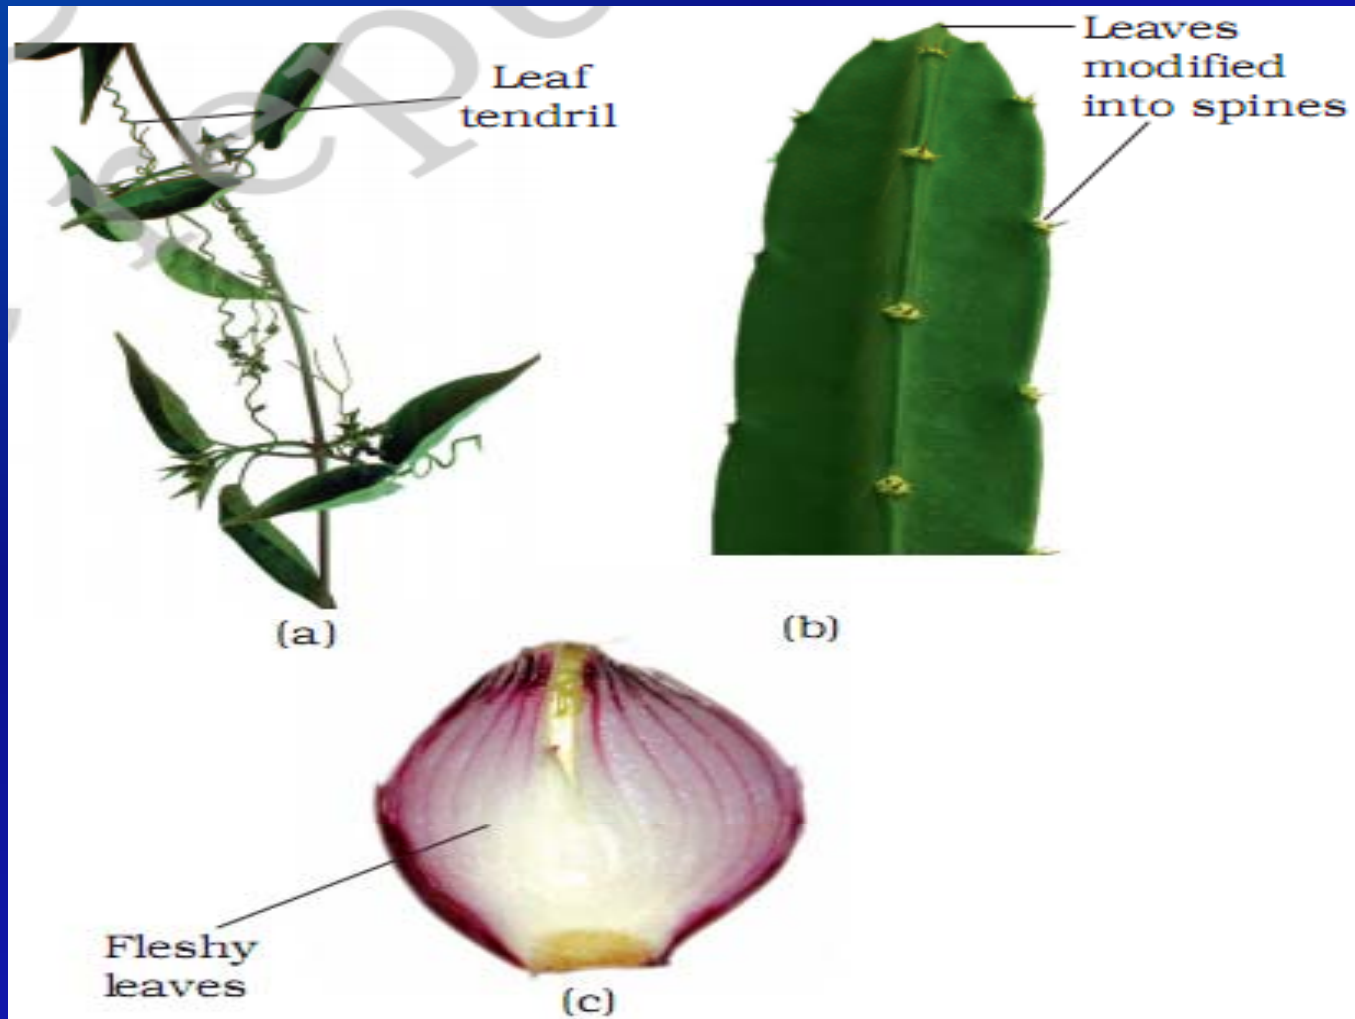 Leaf
tendril
Leaves
modified
into spines
(a)
(b)
Fleshy
leaves
(c)